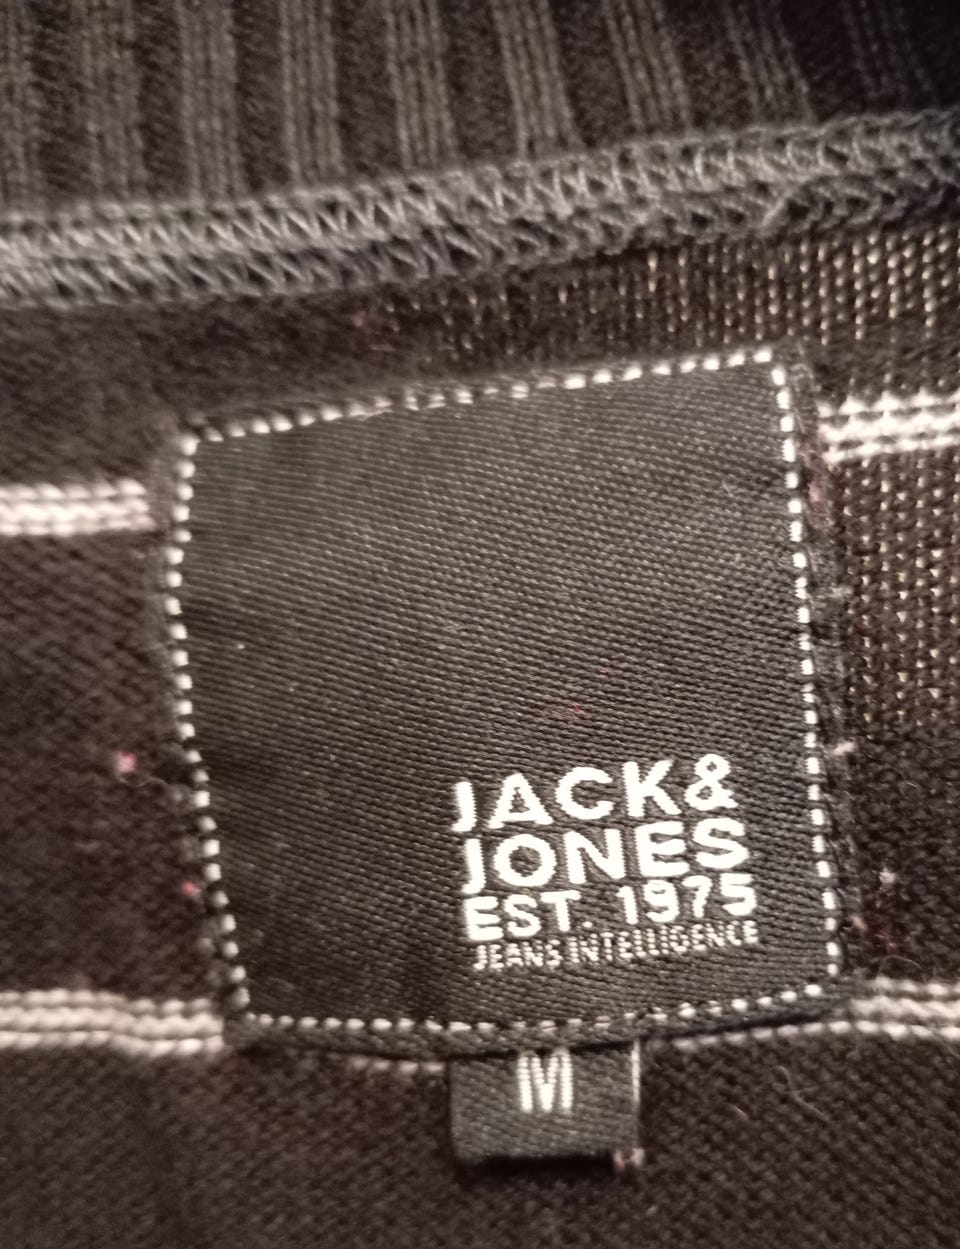 JACK&
JONES
EST. 1975
JEANS INTELLIGENCE
M